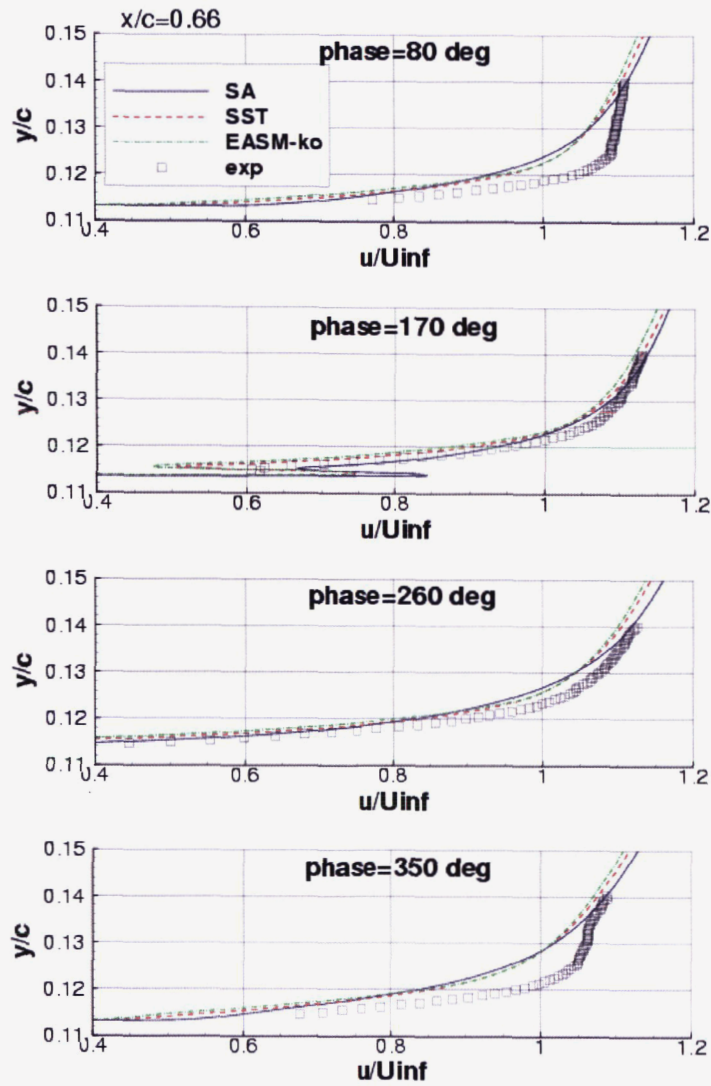 x/c=0.66
phase=80 deg
SA
SST
EASM-ko
exp
y/c
0.15
0.14
0.13
0.12
0.11
0.4 0.6 0.8 1 1.2
u/Uinf
phase=170 deg
y/c
0.15
0.14
0.13
0.12
0.11
0.4 0.6 0.8 1 1.2
u/Uinf
phase=260 deg
y/c
0.15
0.14
0.13
0.12
0.11
0.4 0.6 0.8 1 1.2
u/Uinf
phase=350 deg
y/c
0.15
0.14
0.13
0.12
0.11
0.4 0.6 0.8 1 1.2
u/Uinf